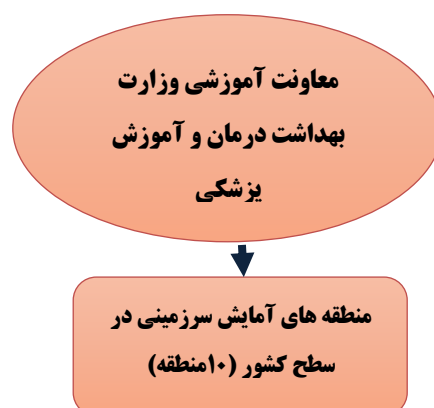 معاونت آموزشی وزارت
بهداشت درمان و آموزش
پزشکی
منطقه های آمایش سرزمینی در
سطح کشور (۱۰منطقه)